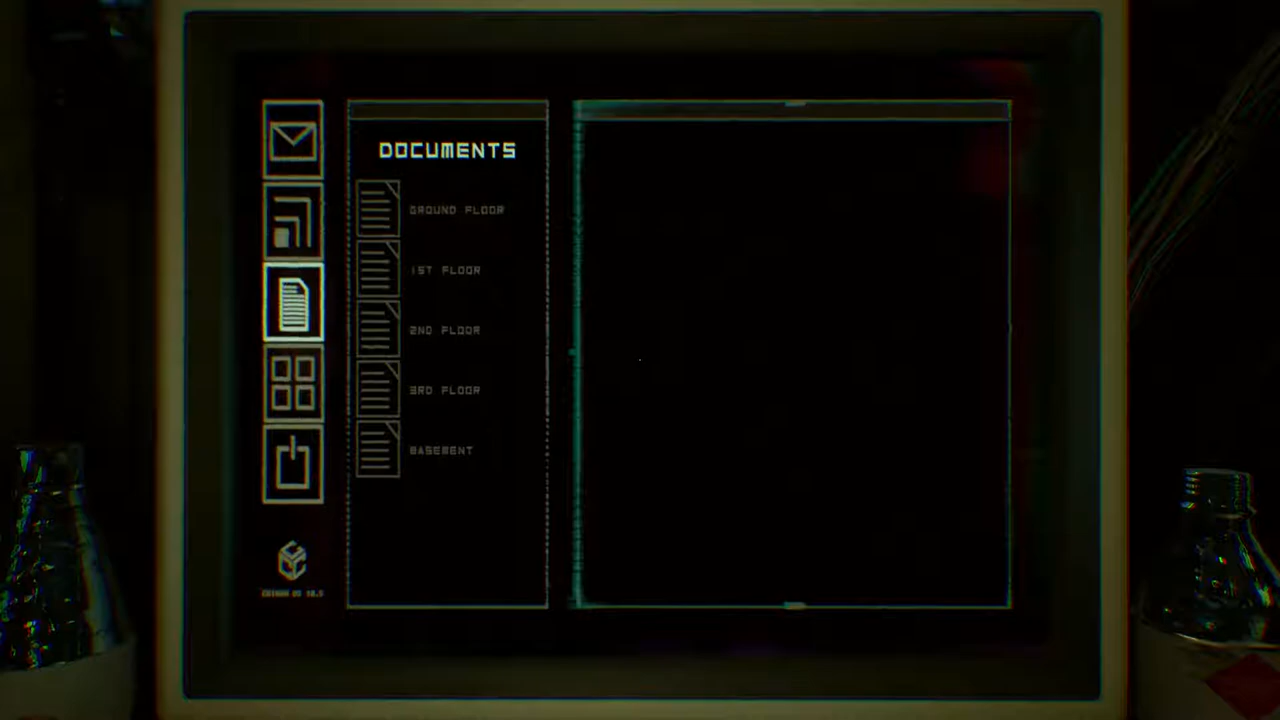 DOCUMENTS
GROUND FLOOR
1ST FLOOR
2ND FLOOR
3RD FLOOR
BASEMENT